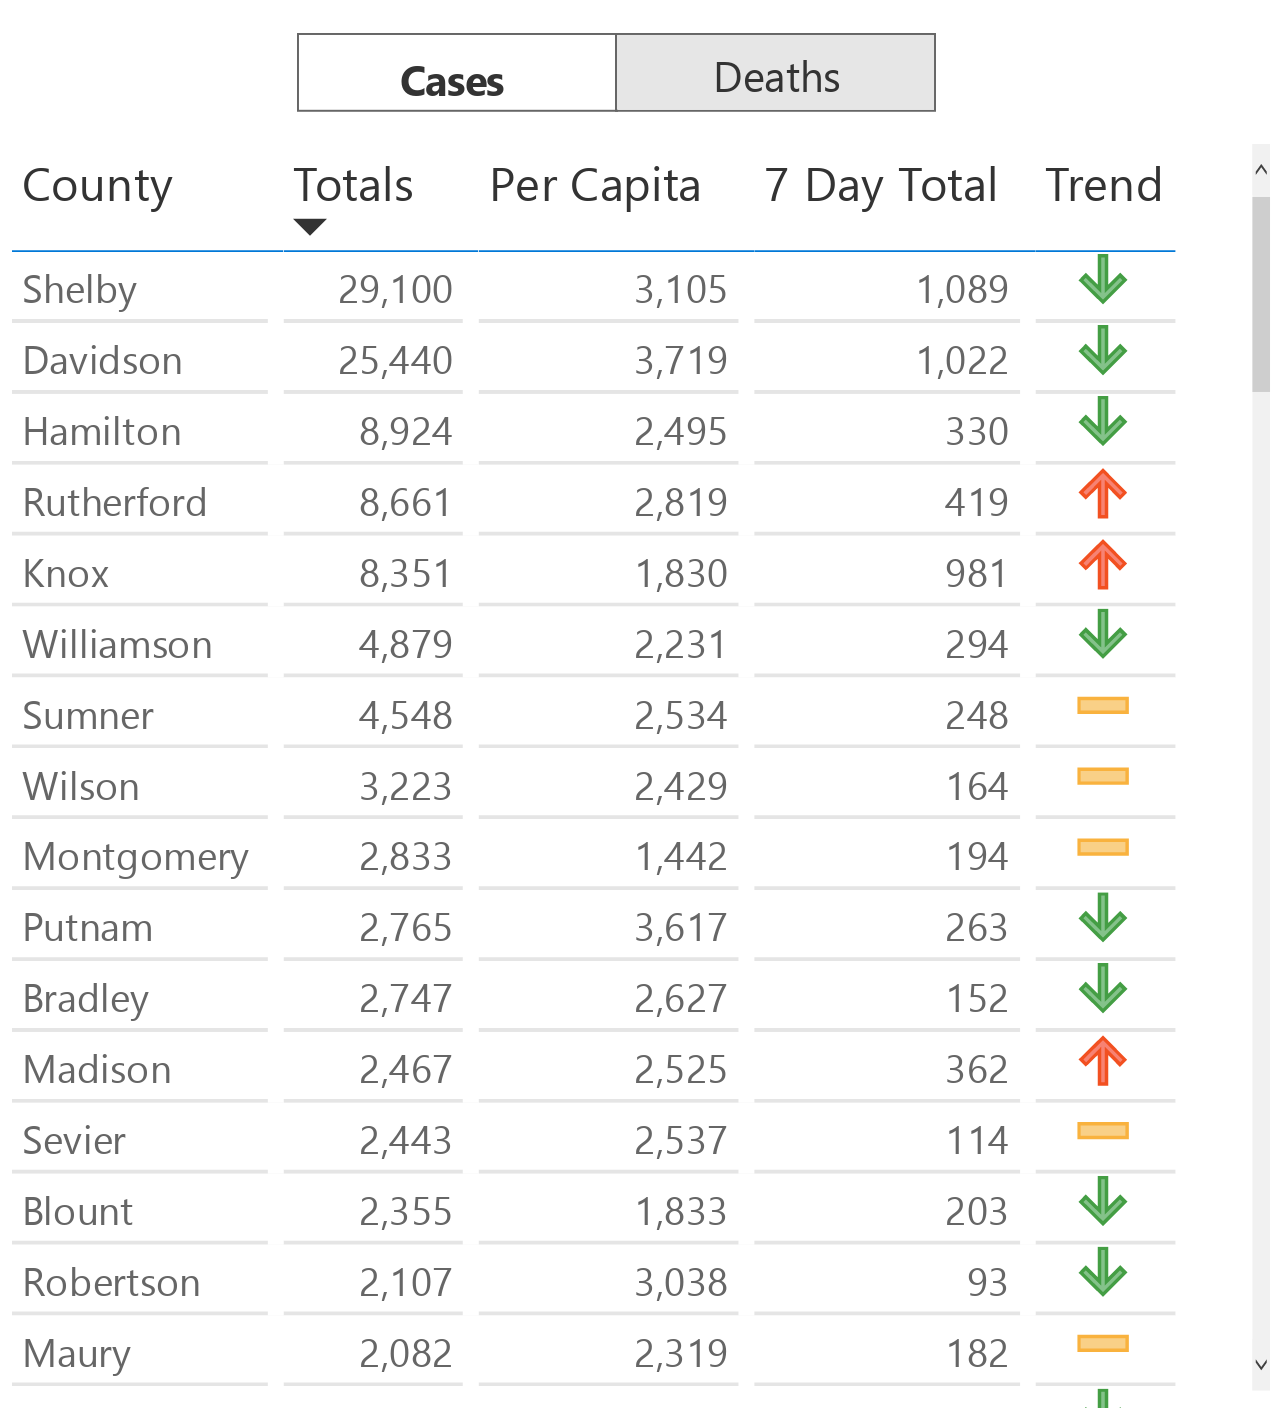 Cases Deaths
County Totals Per Capita 7 Day Total Trend
Shelby 29,100 3,105 1,089
Davidson 25,440 3,719 1,022
Hamilton 8,924 2,495 330
Rutherford 8,661 2,819 419
Knox 8,351 1,830 981
Williamson 4,879 2,231 294
Sumner 4,548 2,534 248
Wilson 3,223 2,429 164
Montgomery 2,833 1,442 194
Putnam 2,765 3,617 263
Bradley 2,747 2,627 152
Madison 2,467 2,525 362
Sevier 2,443 2,537 114
Blount 2,355 1,833 203
Robertson 2,107 3,038 93
Maury 2,082 2,319 182